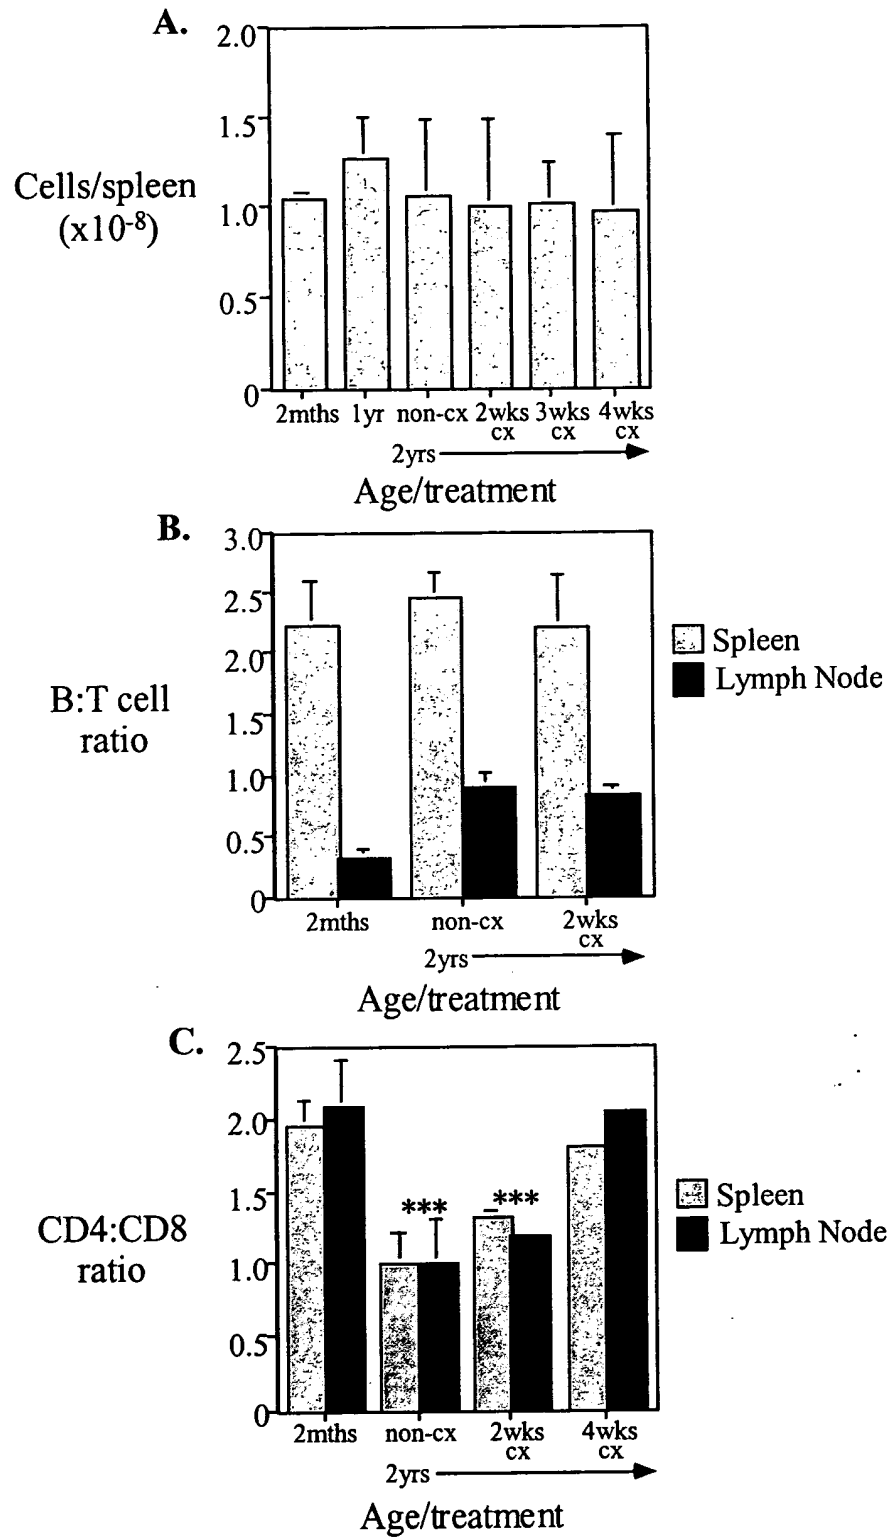 A.
2.0
1.5
1.0
0.5
0
Cells/spleen
(x10-8)
2mths 1yr non-cx 2wks cx 3wks cx 4wks cx
2yrs
Age/treatment
B.
3.0
2.5
2.0
1.5
1.0
0.5
0
B:T cell
ratio
Spleen
Lymph Node
2mths non-cx 2wks cx
2yrs
Age/treatment
C.
2.5
2.0
1.5
1.0
0.5
0
CD4:CD8
ratio
*** ***
Spleen
Lymph Node
2mths non-cx 2wks cx 4wks cx
2yrs
Age/treatment